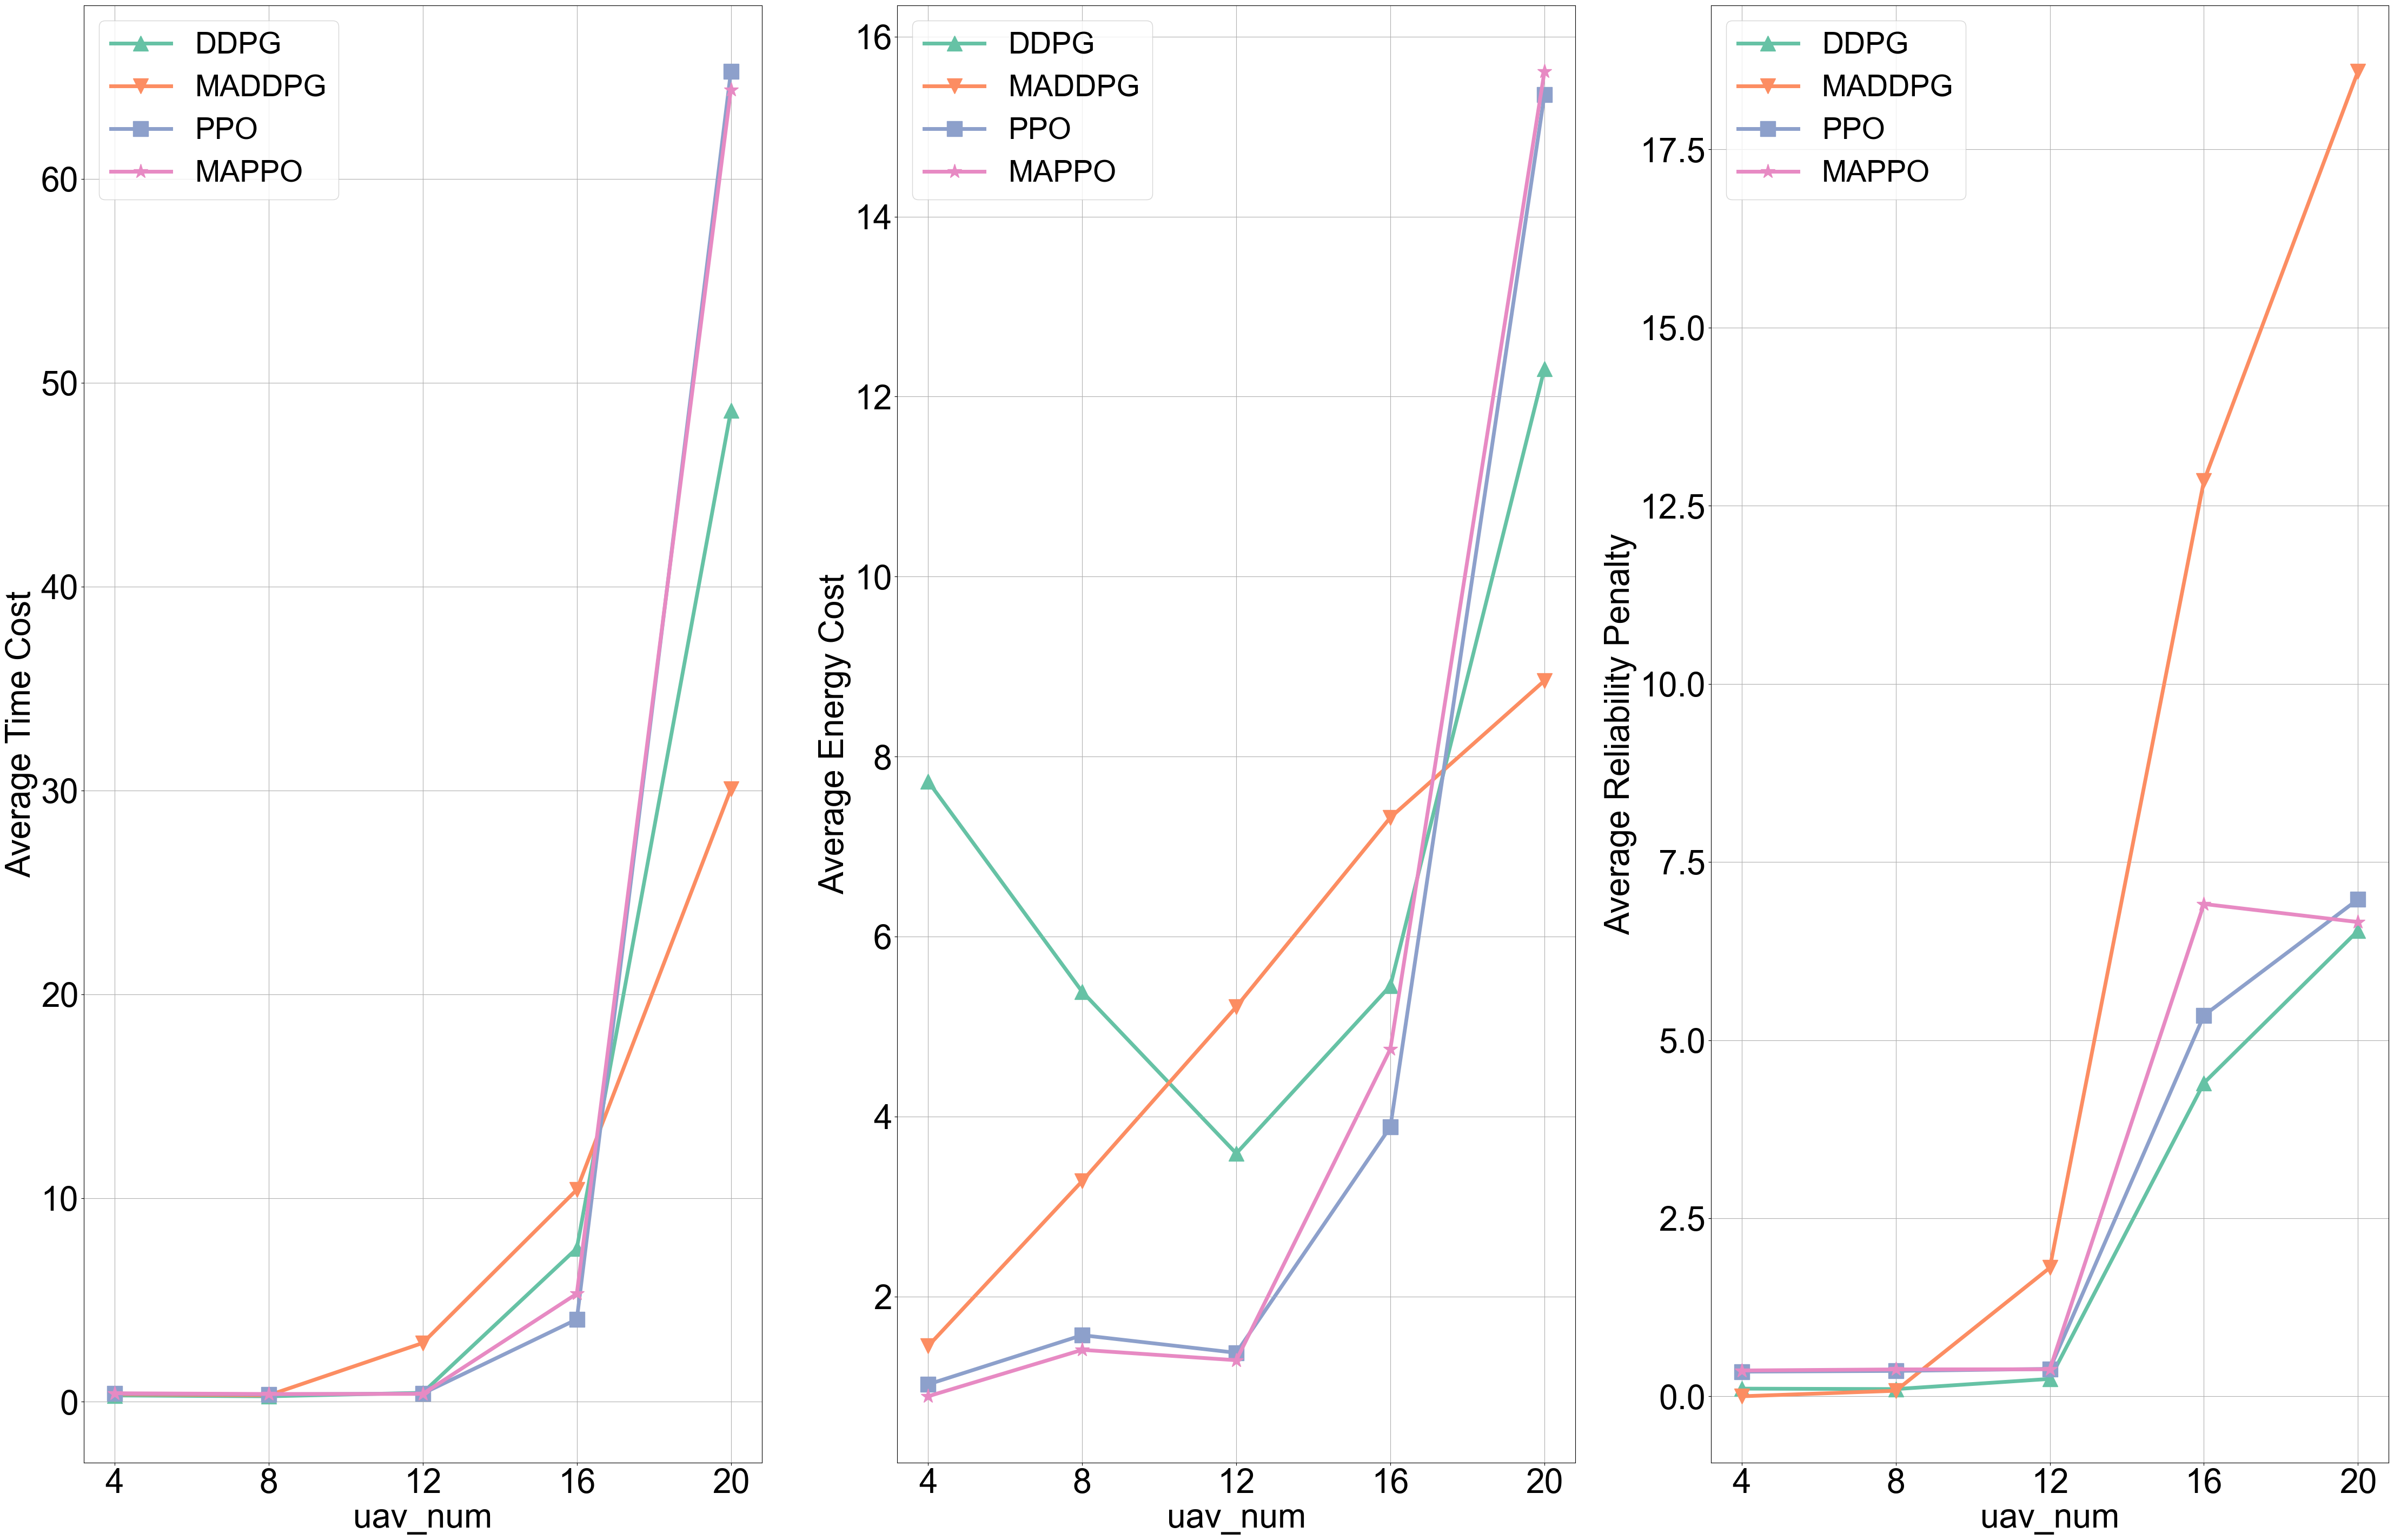 DDPG
MADDPG
PPO
MAPPO
60
50
40
30
20
10
0
Average Time Cost
4 8 12 16 20
uav_num
DDPG
MADDPG
PPO
MAPPO
16
14
12
10
8
6
4
2
Average Energy Cost
4 8 12 16 20
uav_num
DDPG
MADDPG
PPO
MAPPO
17.5
15.0
12.5
10.0
7.5
5.0
2.5
0.0
Average Reliability Penalty
4 8 12 16 20
uav_num